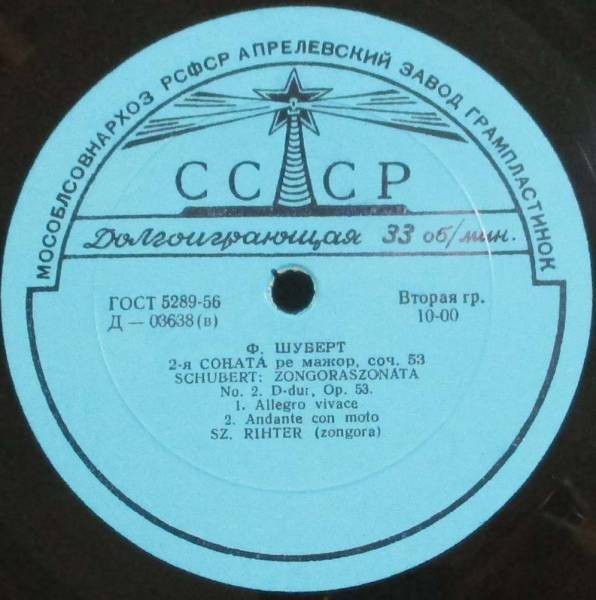 МОСОБЛСОВНАРХОЗ РСФСР АПРЕЛЕВСКИЙ ЗАВОД ГРАМПЛАСТИНОК
СССР
Долгоиграющая 33 об/мин.
ГОСТ 5289-56
Д — 03638 (в)
Вторая гр.
10-00
Ф. ШУБЕРТ
2-я СОНАТА ре мажор, соч. 53
SCHUBERT: ZONGORASZONATA
No. 2. D-dur, Op. 53.
1. Allegro vivace
2. Andante con moto
SZ. RIHTER (zongora)